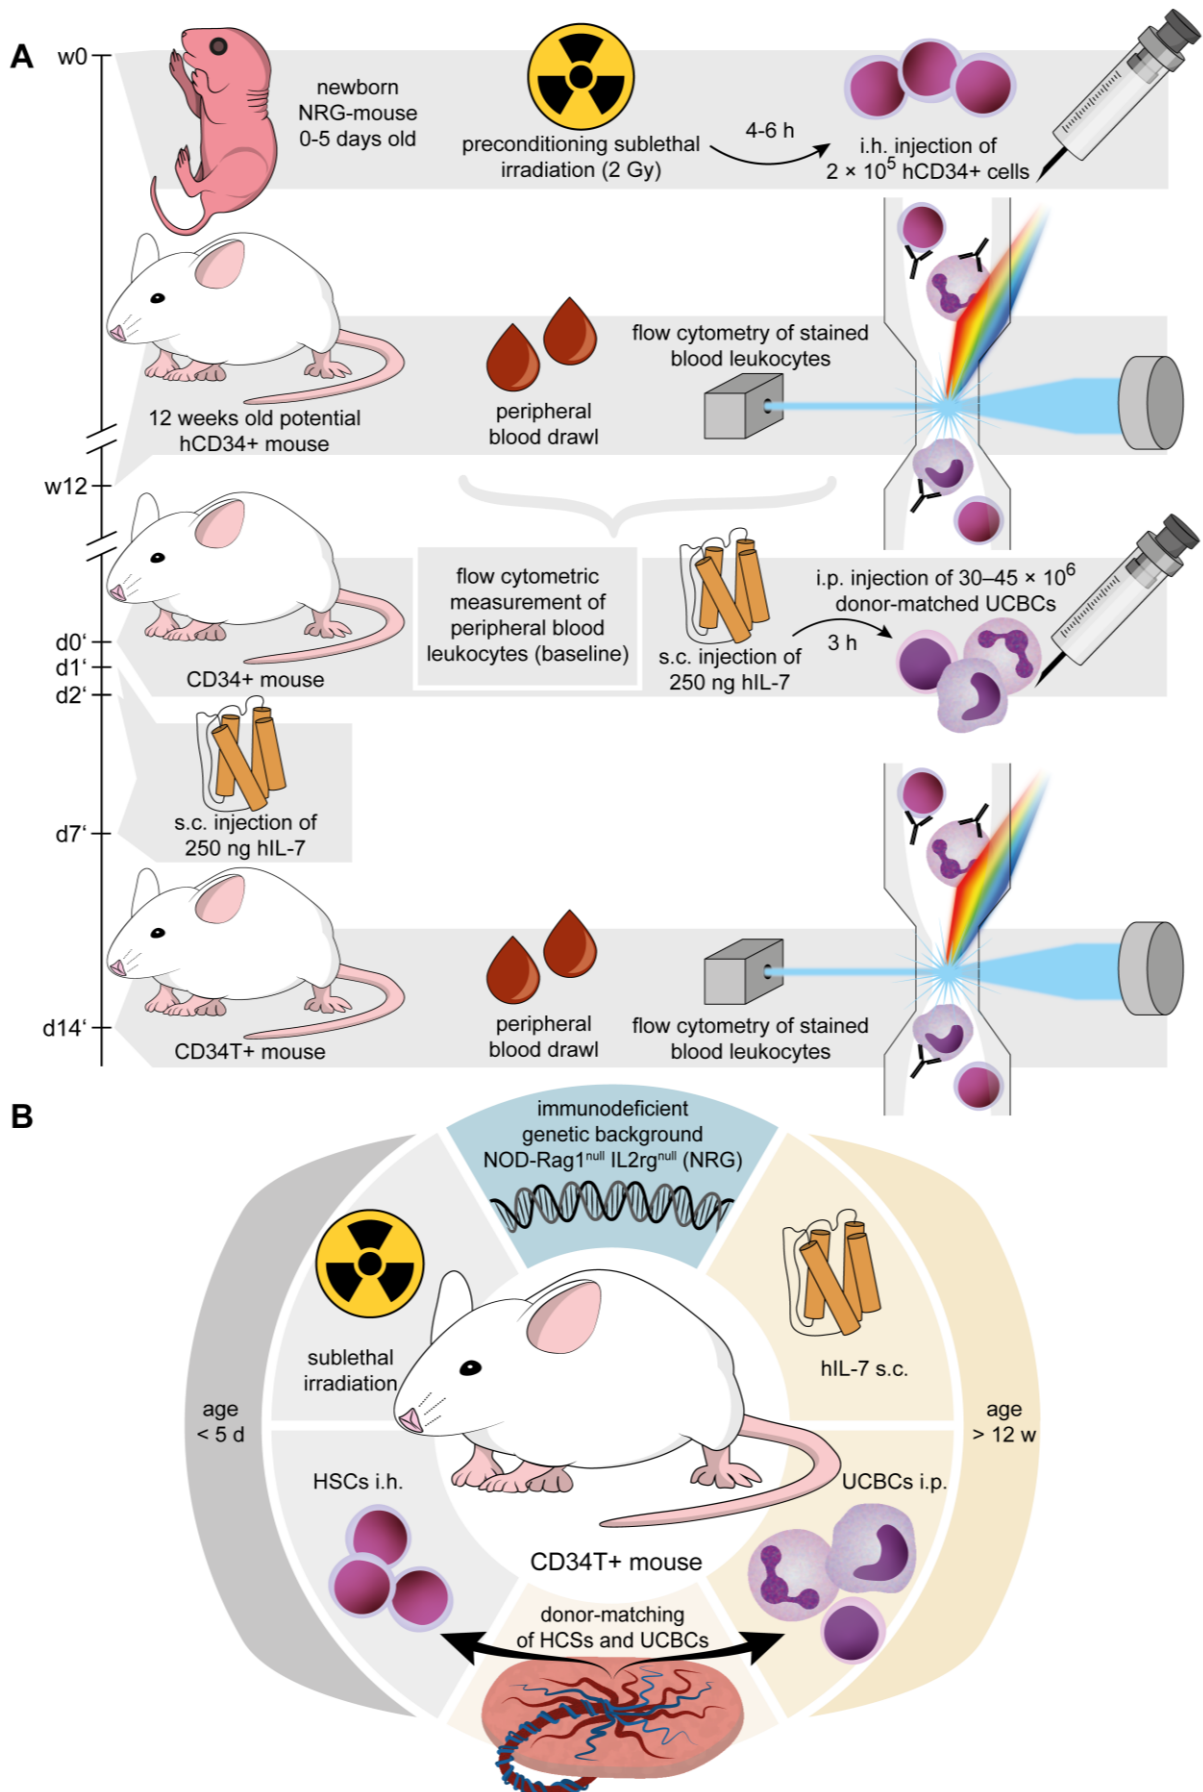 A
w0
newborn
NRG-mouse
0-5 days old
preconditioning sublethal
irradiation (2 Gy)
4-6 h
i.h. injection of
2 × 10⁵ hCD34+ cells
12 weeks old potential
hCD34+ mouse
peripheral
blood drawl
flow cytometry of stained
blood leukocytes
w12
flow cytometric
measurement of
peripheral blood
leukocytes (baseline)
s.c. injection of
250 ng hIL-7
3 h
i.p. injection of 30–45 × 10⁶
donor-matched UCBCs
d0‘
d1‘
d2‘
CD34+ mouse
s.c. injection of
250 ng hIL-7
d7‘
d14‘
CD34T+ mouse
peripheral
blood drawl
flow cytometry of stained
blood leukocytes
B
immunodeficient
genetic background
NOD-Rag1ⁿᵘˡˡ IL2rgⁿᵘˡˡ (NRG)
sublethal
irradiation
hIL-7 s.c.
age
< 5 d
age
> 12 w
HSCs i.h.
UCBCs i.p.
CD34T+ mouse
donor-matching
of HCSs and UCBCs